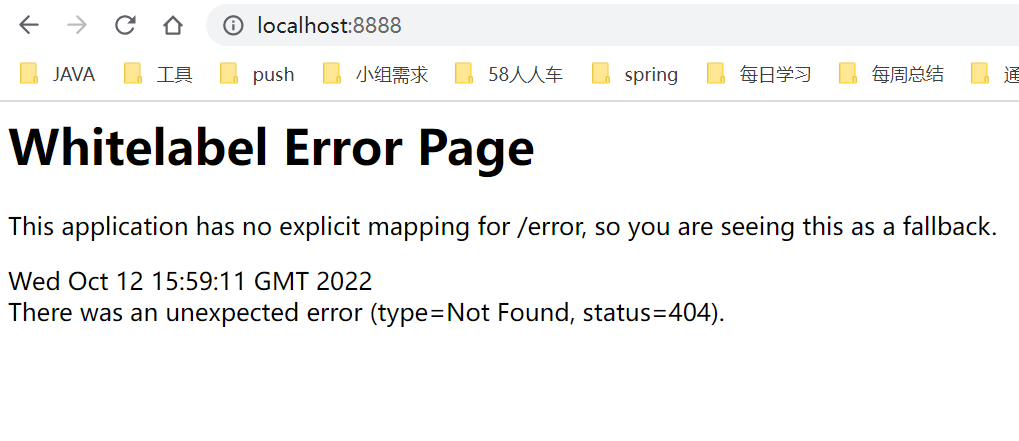 localhost:8888
JAVA 工具 push 小组需求 58人人车 spring 每日学习 每周总结 通
Whitelabel Error Page
This application has no explicit mapping for /error, so you are seeing this as a fallback.
Wed Oct 12 15:59:11 GMT 2022
There was an unexpected error (type=Not Found, status=404).